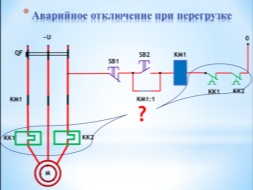 * Аварийное отключение при перегрузке
~U
0
QF
SB1
SB2
KM1
KM1
KM1:1
KK1
KK2
?
KK1
KK2
M